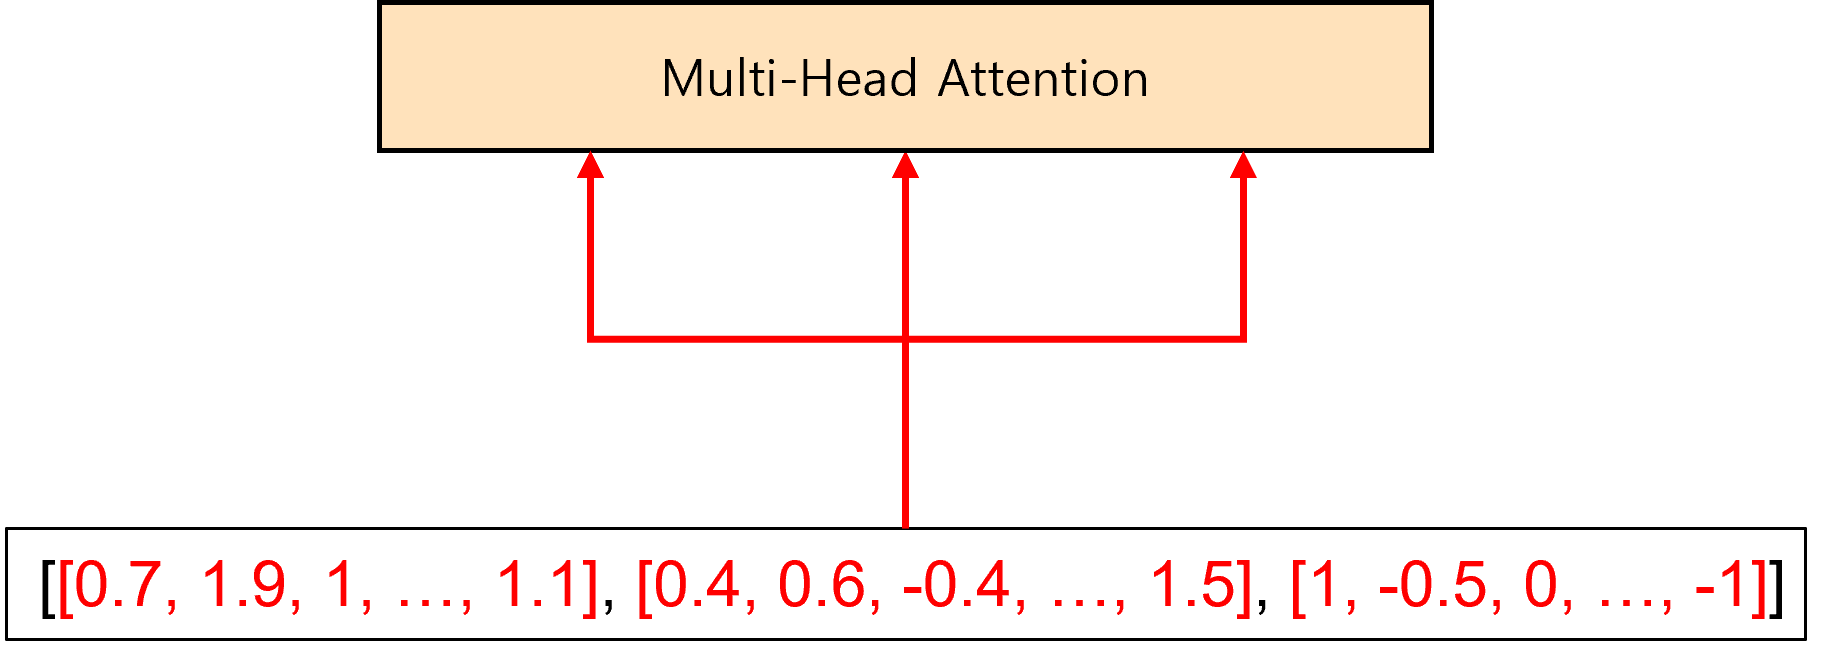 Multi-Head Attention
[[0.7, 1.9, 1, …, 1.1], [0.4, 0.6, -0.4, …, 1.5], [1, -0.5, 0, …, -1]]